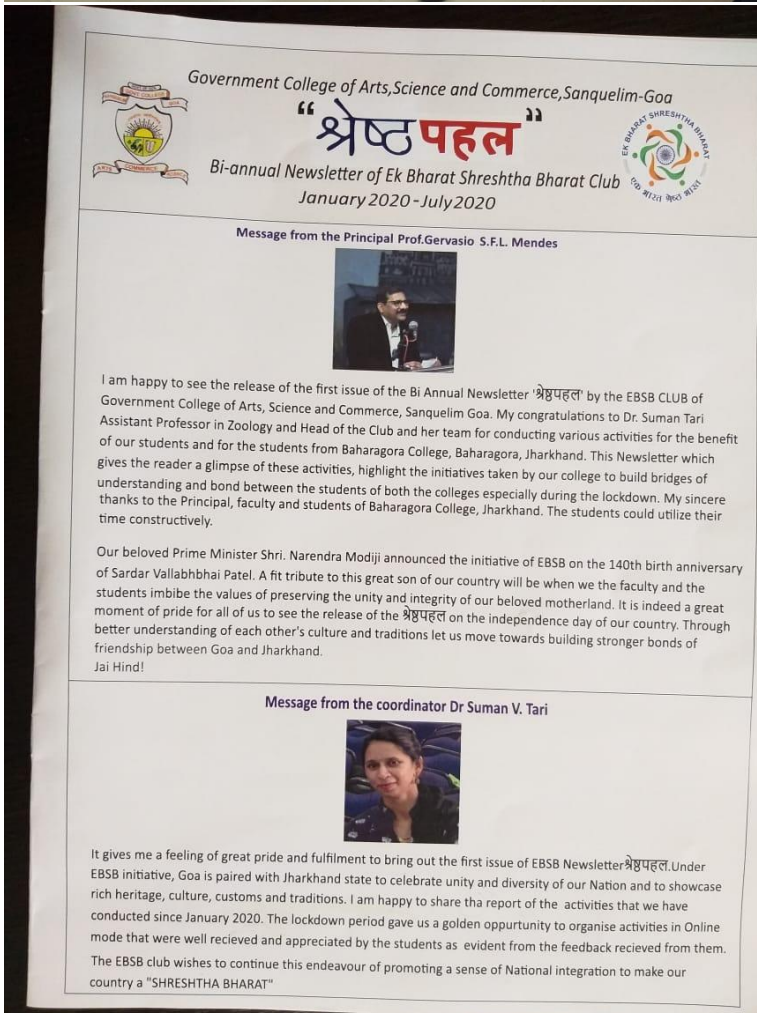 Government College of Arts,Science and Commerce,Sanquelim-Goa
“श्रेष्ठपहल”
Bi-annual Newsletter of Ek Bharat Shreshtha Bharat Club
January 2020-July2020
ARTS COMMERCE SCIENCE
EK BHARAT SHRESHTHA BHARAT
एक भारत श्रेष्ठ भारत
Message from the Principal Prof.Gervasio S.F.L. Mendes
I am happy to see the release of the first issue of the Bi Annual Newsletter 'श्रेष्ठपहल' by the EBSB CLUB of
Government College of Arts, Science and Commerce, Sanquelim Goa. My congratulations to Dr. Suman Tari
Assistant Professor in Zoology and Head of the Club and her team for conducting various activities for the benefit
of our students and for the students from Baharagora College, Baharagora, Jharkhand. This Newsletter which
gives the reader a glimpse of these activities, highlight the initiatives taken by our college to build bridges of
understanding and bond between the students of both the colleges especially during the lockdown. My sincere
thanks to the Principal, faculty and students of Baharagora College, Jharkhand. The students could utilize their
time constructively.
Our beloved Prime Minister Shri. Narendra Modiji announced the initiative of EBSB on the 140th birth anniversary
of Sardar Vallabhbhai Patel. A fit tribute to this great son of our country will be when we the faculty and the
students imbibe the values of preserving the unity and integrity of our beloved motherland. It is indeed a great
moment of pride for all of us to see the release of the श्रेष्ठपहल on the independence day of our country. Through
better understanding of each other's culture and traditions let us move towards building stronger bonds of
friendship between Goa and Jharkhand.
Jai Hind!
Message from the coordinator Dr Suman V. Tari
It gives me a feeling of great pride and fulfilment to bring out the first issue of EBSB Newsletterश्रेष्ठपहल.Under
EBSB initiative, Goa is paired with Jharkhand state to celebrate unity and diversity of our Nation and to showcase
rich heritage, culture, customs and traditions. I am happy to share tha report of the activities that we have
conducted since January 2020. The lockdown period gave us a golden oppurtunity to organise activities in Online
mode that were well recieved and appreciated by the students as evident from the feedback recieved from them.
The EBSB club wishes to continue this endeavour of promoting a sense of National integration to make our
country a "SHRESHTHA BHARAT"